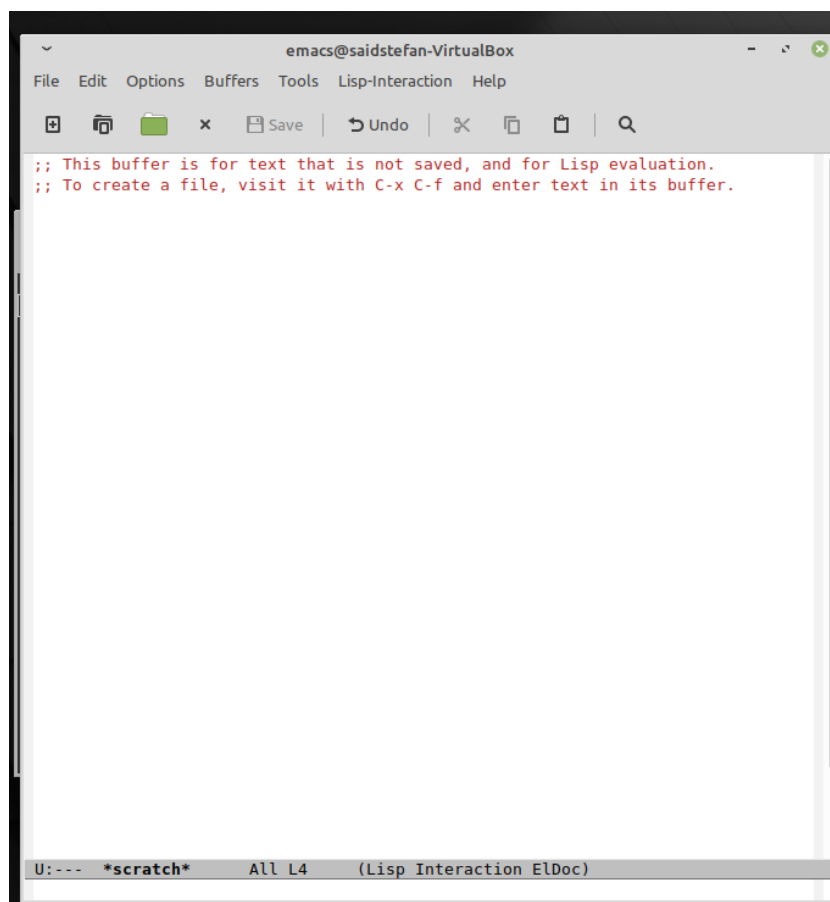 emacs@saidstefan-VirtualBox
File Edit Options Buffers Tools Lisp-Interaction Help
Save Undo
;; This buffer is for text that is not saved, and for Lisp evaluation.
;; To create a file, visit it with C-x C-f and enter text in its buffer.
U:--- *scratch* All L4 (Lisp Interaction ElDoc)